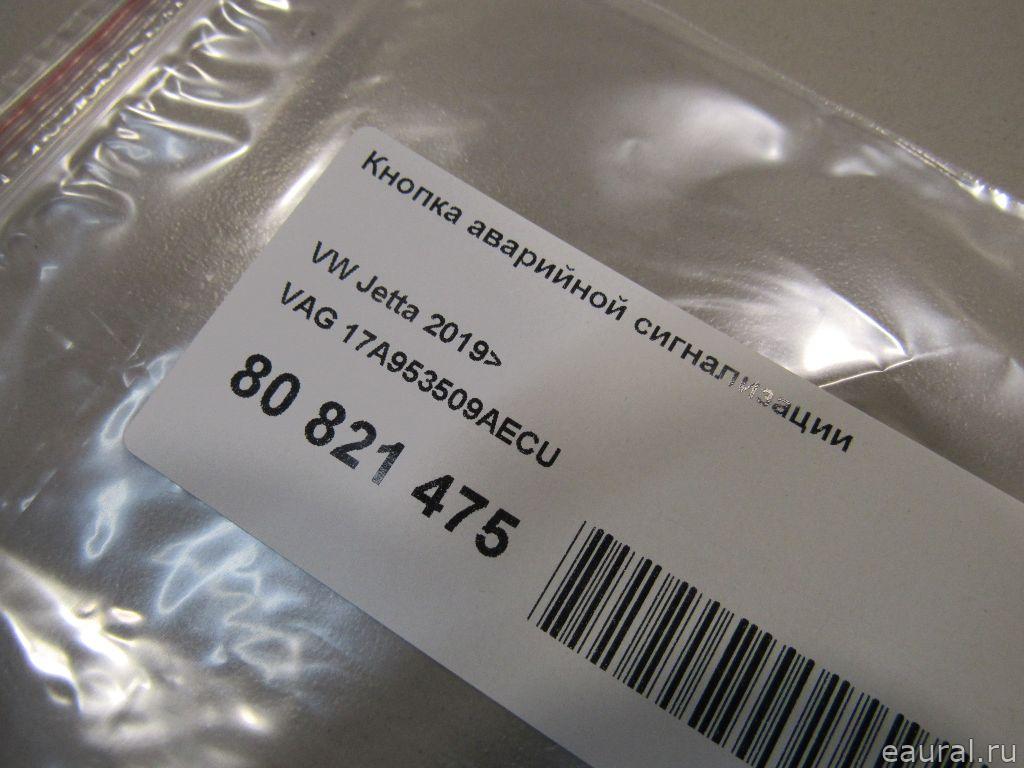 Кнопка аварийной сигнализации
VW Jetta 2019>
VAG 17A953509AECU
80 821 475
eaural.ru